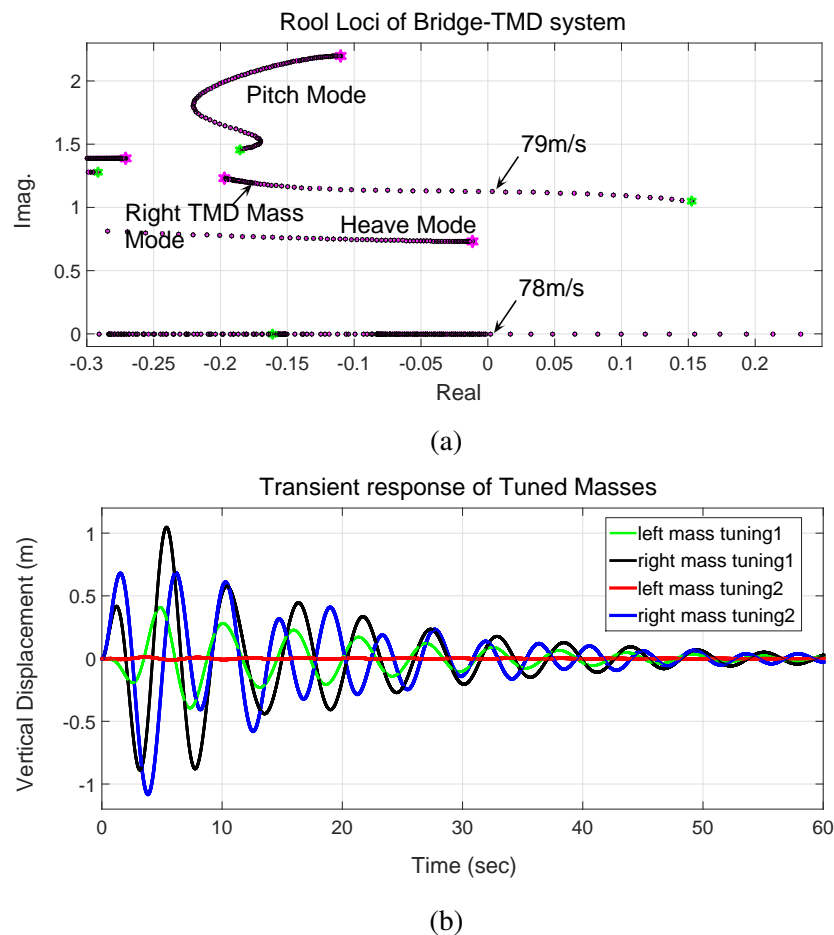 Rool Loci of Bridge-TMD system
2
1.5
1
0.5
0
Imag.
Pitch Mode
79m/s
Right TMD Mass
Mode
Heave Mode
78m/s
-0.3 -0.25 -0.2 -0.15 -0.1 -0.05 0 0.05 0.1 0.15 0.2
Real
(a)
Transient response of Tuned Masses
1
0.5
0
-0.5
-1
Vertical Displacement (m)
left mass tuning1
right mass tuning1
left mass tuning2
right mass tuning2
0 10 20 30 40 50 60
Time (sec)
(b)